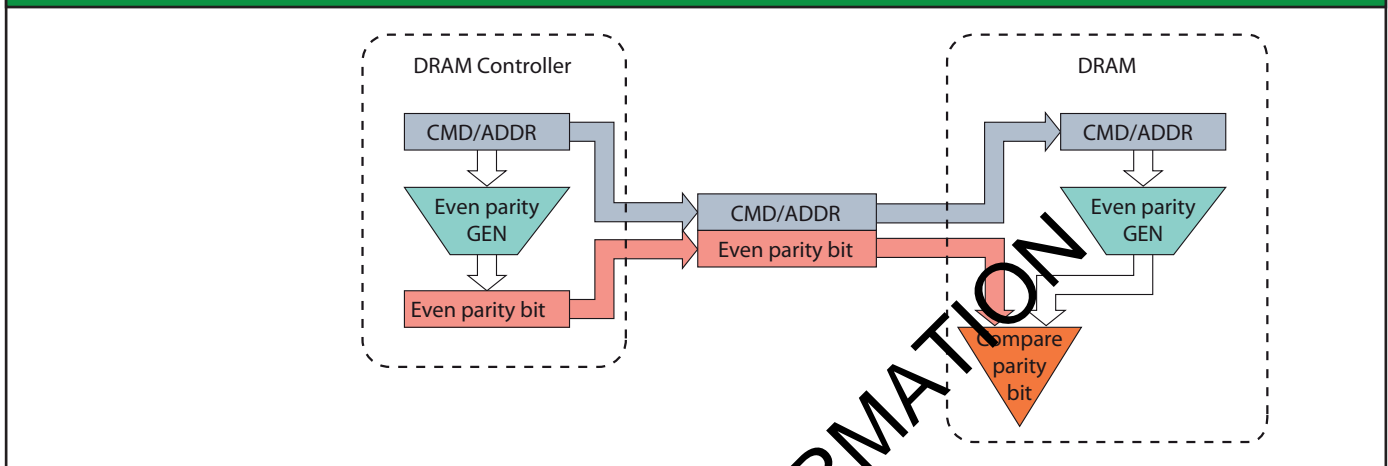 DRAM Controller
DRAM
CMD/ADDR
CMD/ADDR
Even parity
GEN
CMD/ADDR
Even parity bit
Even parity
GEN
Even parity bit
Compare
parity
bit